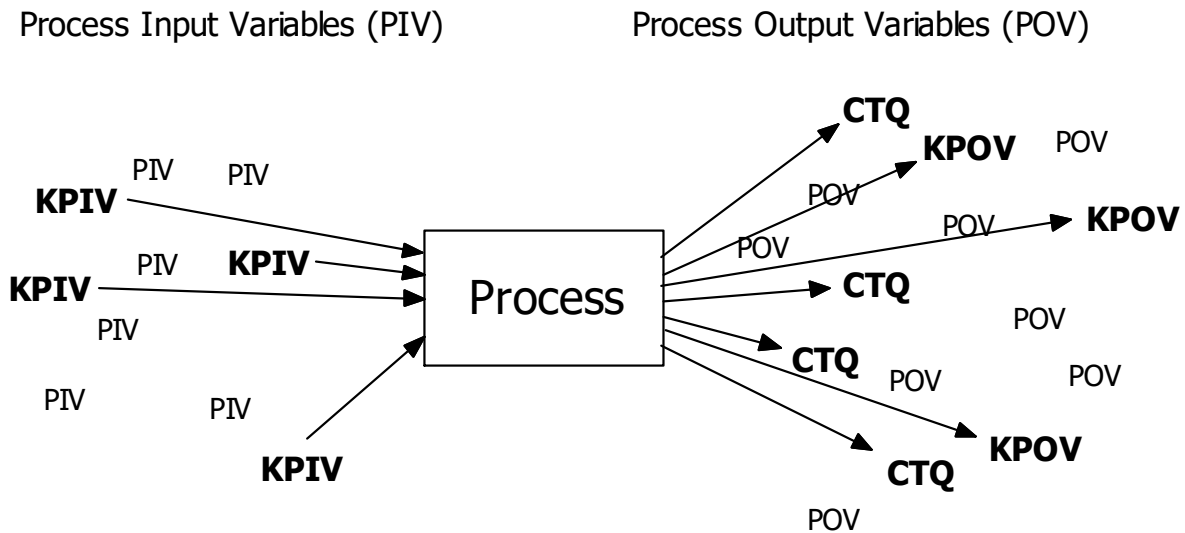 Process Input Variables (PIV)
Process Output Variables (POV)
CTQ
KPOV
POV
PIV
PIV
KPIV
POV
KPOV
POV
POV
PIV
KPIV
KPIV
CTQ
Process
PIV
POV
CTQ
POV
POV
PIV
PIV
KPOV
KPIV
CTQ
POV